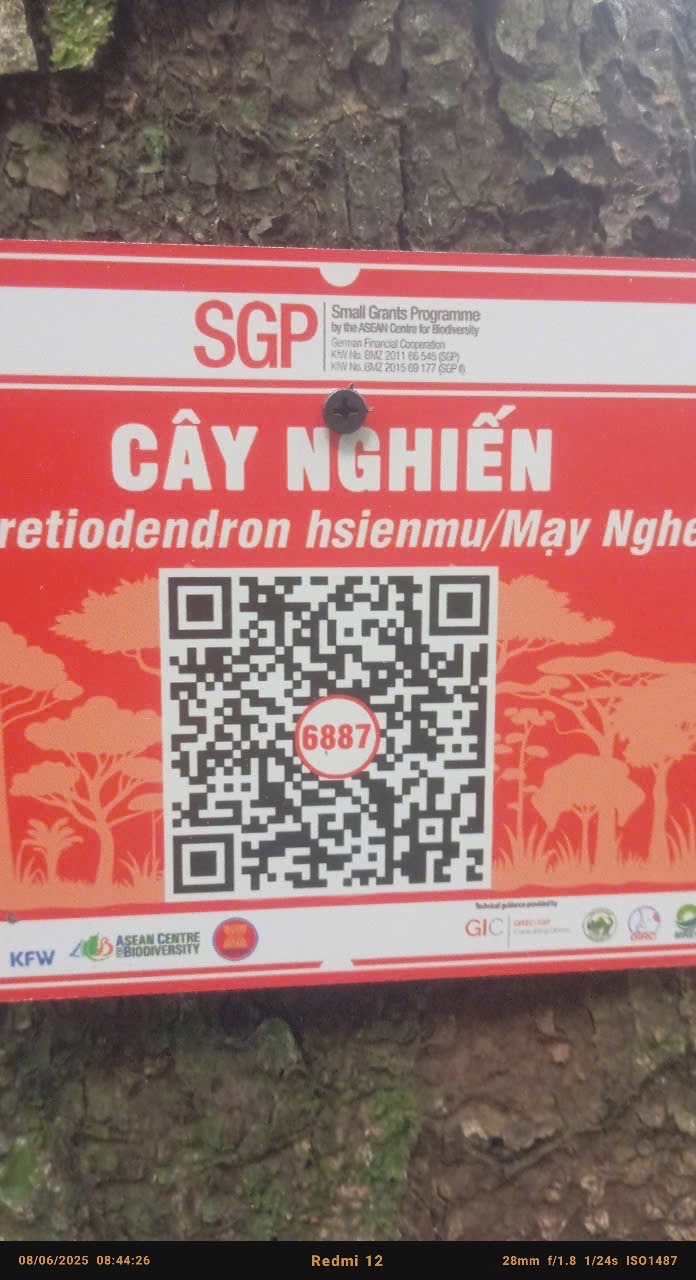 SGP
Small Grants Programme
by the ASEAN Centre for Biodiversity
German Financial Cooperation
KfW No. BMZ 2011 66 545 (SGP)
KfW No. BMZ 2015 69 177 (SGP II)
CÂY NGHIẾN
retiodendron hsienmu/Mạy Nghe
6887
Technical guidance provided by
KFW
ASEAN CENTRE
FOR BIODIVERSITY
GIC
08/06/2025 08:44:26
Redmi 12
28mm f/1.8 1/24s ISO1487